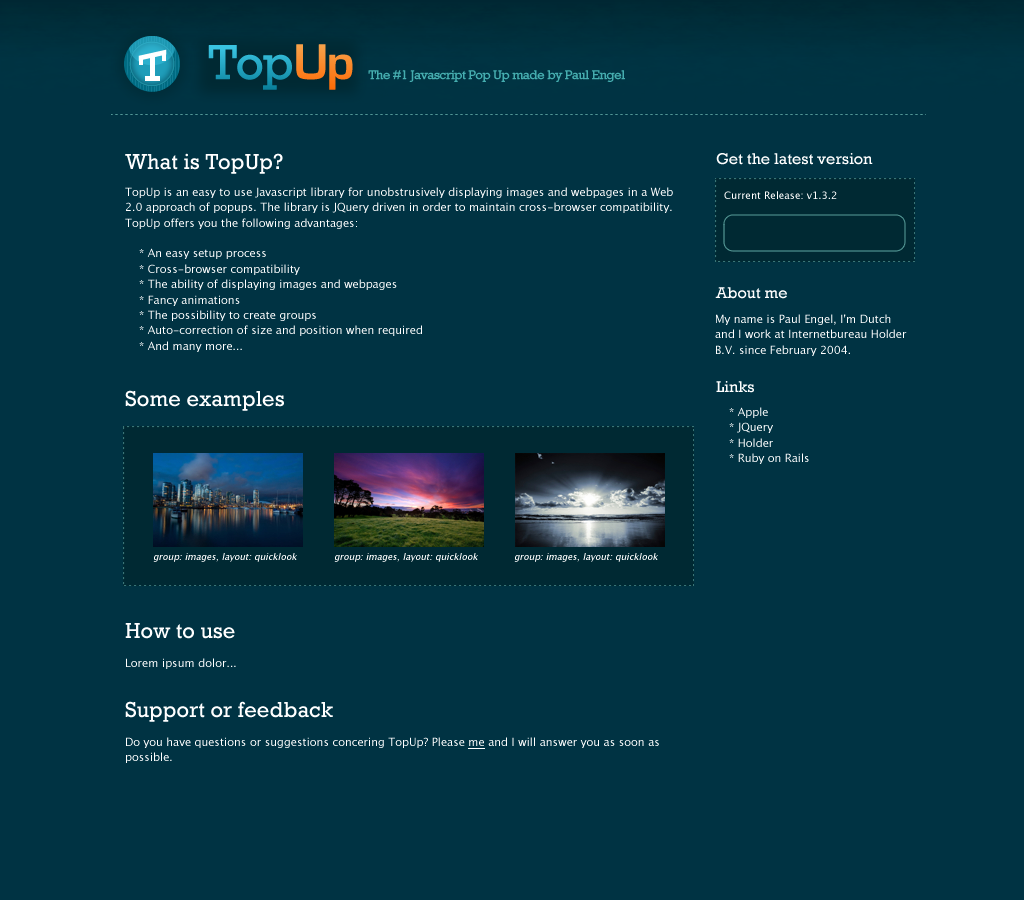 T TopUp The #1 Javascript Pop Up made by Paul Engel
What is TopUp?
TopUp is an easy to use Javascript library for unobstrusively displaying images and webpages in a Web
2.0 approach of popups. The library is JQuery driven in order to maintain cross-browser compatibility.
TopUp offers you the following advantages:
* An easy setup process
* Cross-browser compatibility
* The ability of displaying images and webpages
* Fancy animations
* The possibility to create groups
* Auto-correction of size and position when required
* And many more...
Some examples
group: images, layout: quicklook
group: images, layout: quicklook
group: images, layout: quicklook
How to use
Lorem ipsum dolor...
Support or feedback
Do you have questions or suggestions concering TopUp? Please me and I will answer you as soon as
possible.
Get the latest version
Current Release: v1.3.2
About me
My name is Paul Engel, I'm Dutch
and I work at Internetbureau Holder
B.V. since February 2004.
Links
* Apple
* JQuery
* Holder
* Ruby on Rails